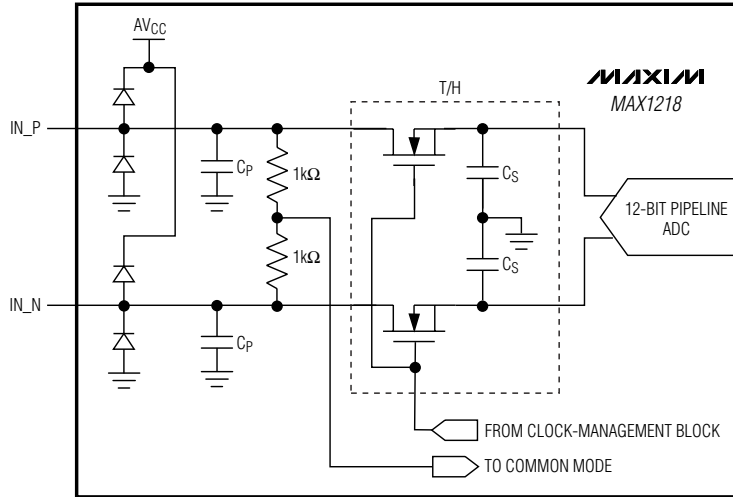 AVCC
T/H
MAXIM
MAX1218
IN_P
CP
1kΩ
CS
12-BIT PIPELINE
ADC
1kΩ
CS
IN_N
CP
FROM CLOCK-MANAGEMENT BLOCK
TO COMMON MODE